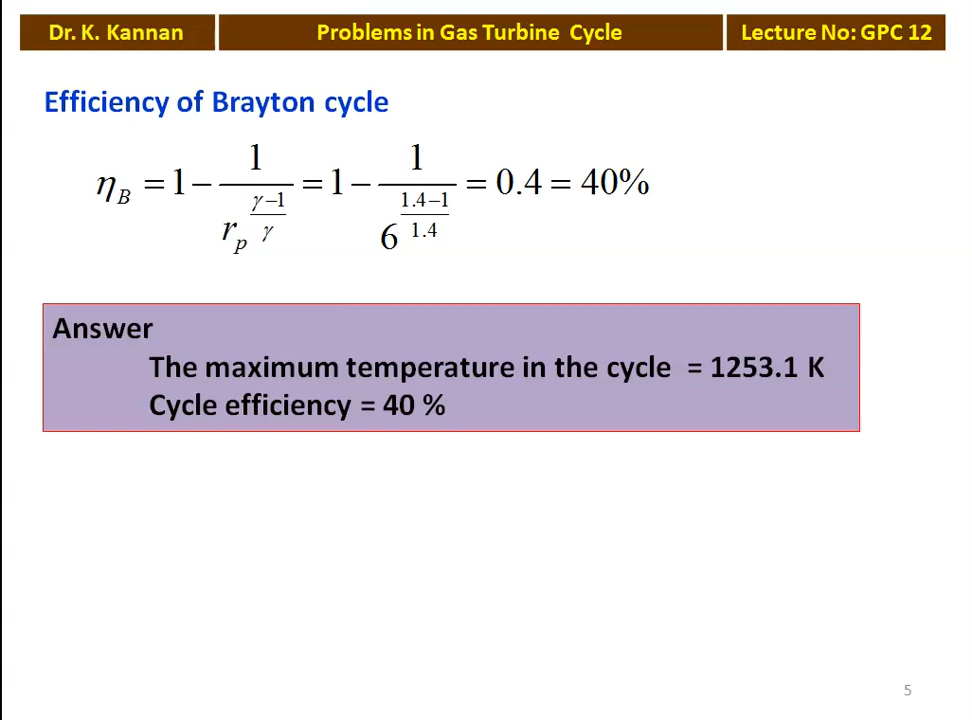 Dr. K. Kannan
Problems in Gas Turbine Cycle
Lecture No: GPC 12
Efficiency of Brayton cycle
η_B = 1 − 1 / r_p^((γ−1)/γ) = 1 − 1 / 6^((1.4−1)/1.4) = 0.4 = 40%
Answer
The maximum temperature in the cycle = 1253.1 K
Cycle efficiency = 40 %
5